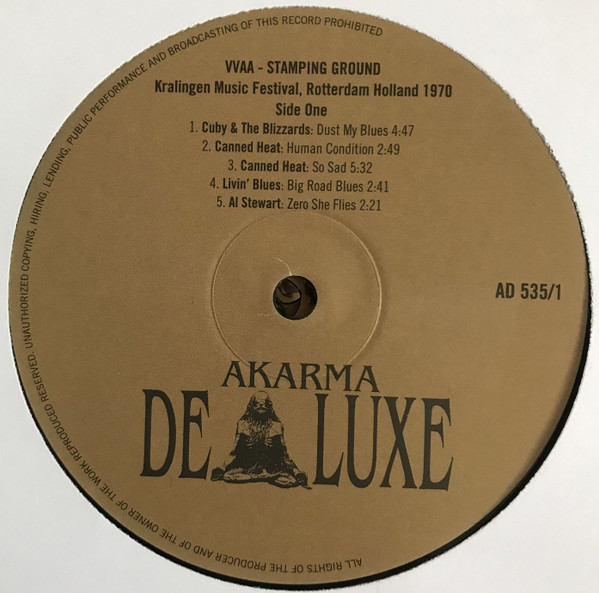 VVAA - STAMPING GROUND
Kralingen Music Festival, Rotterdam Holland 1970
Side One
1. Cuby & The Blizzards: Dust My Blues 4:47
2. Canned Heat: Human Condition 2:49
3. Canned Heat: So Sad 5:32
4. Livin' Blues: Big Road Blues 2:41
5. Al Stewart: Zero She Flies 2:21
AD 535/1
AKARMA
DE LUXE
ALL RIGHTS OF THE PRODUCER AND OF THE OWNER OF THE WORK REPRODUCED RESERVED. UNAUTHORIZED COPYING, HIRING, LENDING, PUBLIC PERFORMANCE AND BROADCASTING OF THIS RECORD PROHIBITED